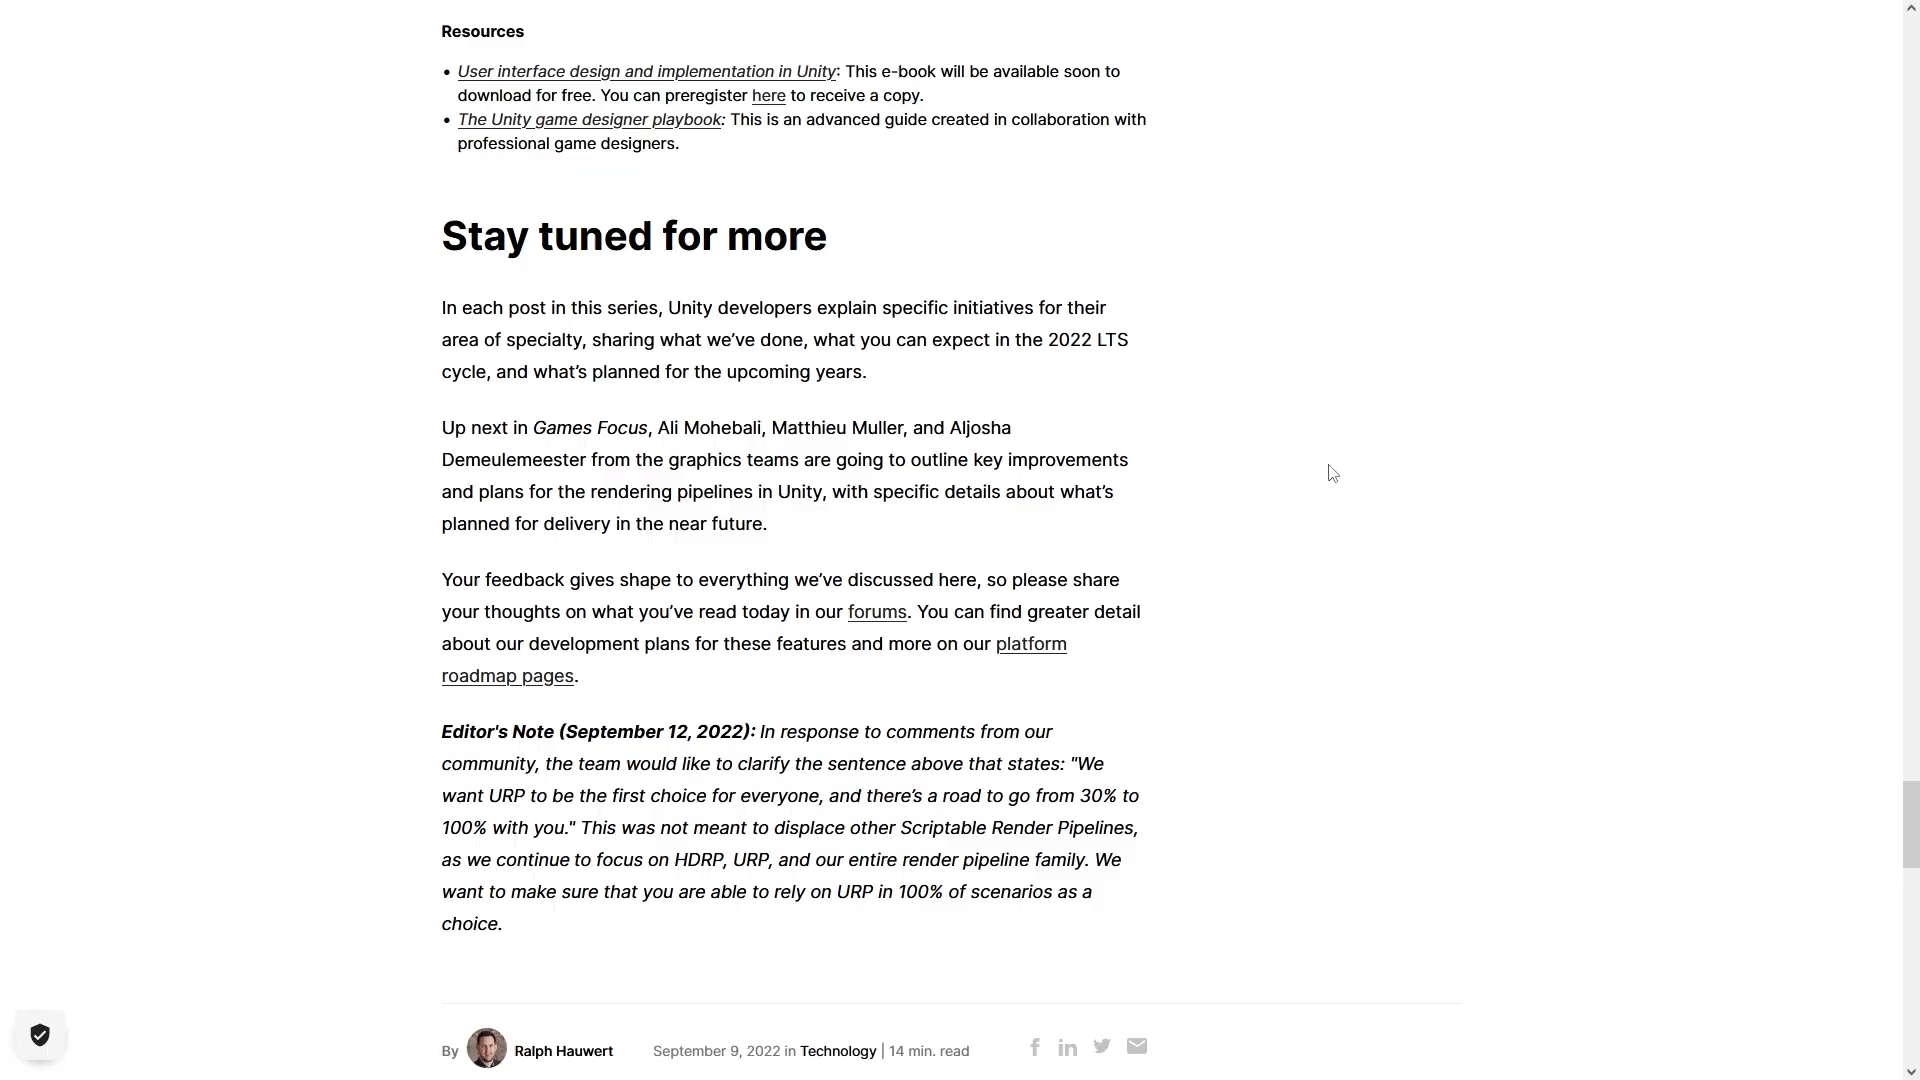 Resources
• User interface design and implementation in Unity: This e-book will be available soon to
download for free. You can preregister here to receive a copy.
• The Unity game designer playbook: This is an advanced guide created in collaboration with
professional game designers.
Stay tuned for more
In each post in this series, Unity developers explain specific initiatives for their
area of specialty, sharing what we’ve done, what you can expect in the 2022 LTS
cycle, and what’s planned for the upcoming years.
Up next in Games Focus, Ali Mohebali, Matthieu Muller, and Aljosha
Demeulemeester from the graphics teams are going to outline key improvements
and plans for the rendering pipelines in Unity, with specific details about what’s
planned for delivery in the near future.
Your feedback gives shape to everything we’ve discussed here, so please share
your thoughts on what you’ve read today in our forums. You can find greater detail
about our development plans for these features and more on our platform
roadmap pages.
Editor's Note (September 12, 2022): In response to comments from our
community, the team would like to clarify the sentence above that states: "We
want URP to be the first choice for everyone, and there’s a road to go from 30% to
100% with you." This was not meant to displace other Scriptable Render Pipelines,
as we continue to focus on HDRP, URP, and our entire render pipeline family. We
want to make sure that you are able to rely on URP in 100% of scenarios as a
choice.
By Ralph Hauwert September 9, 2022 in Technology | 14 min. read